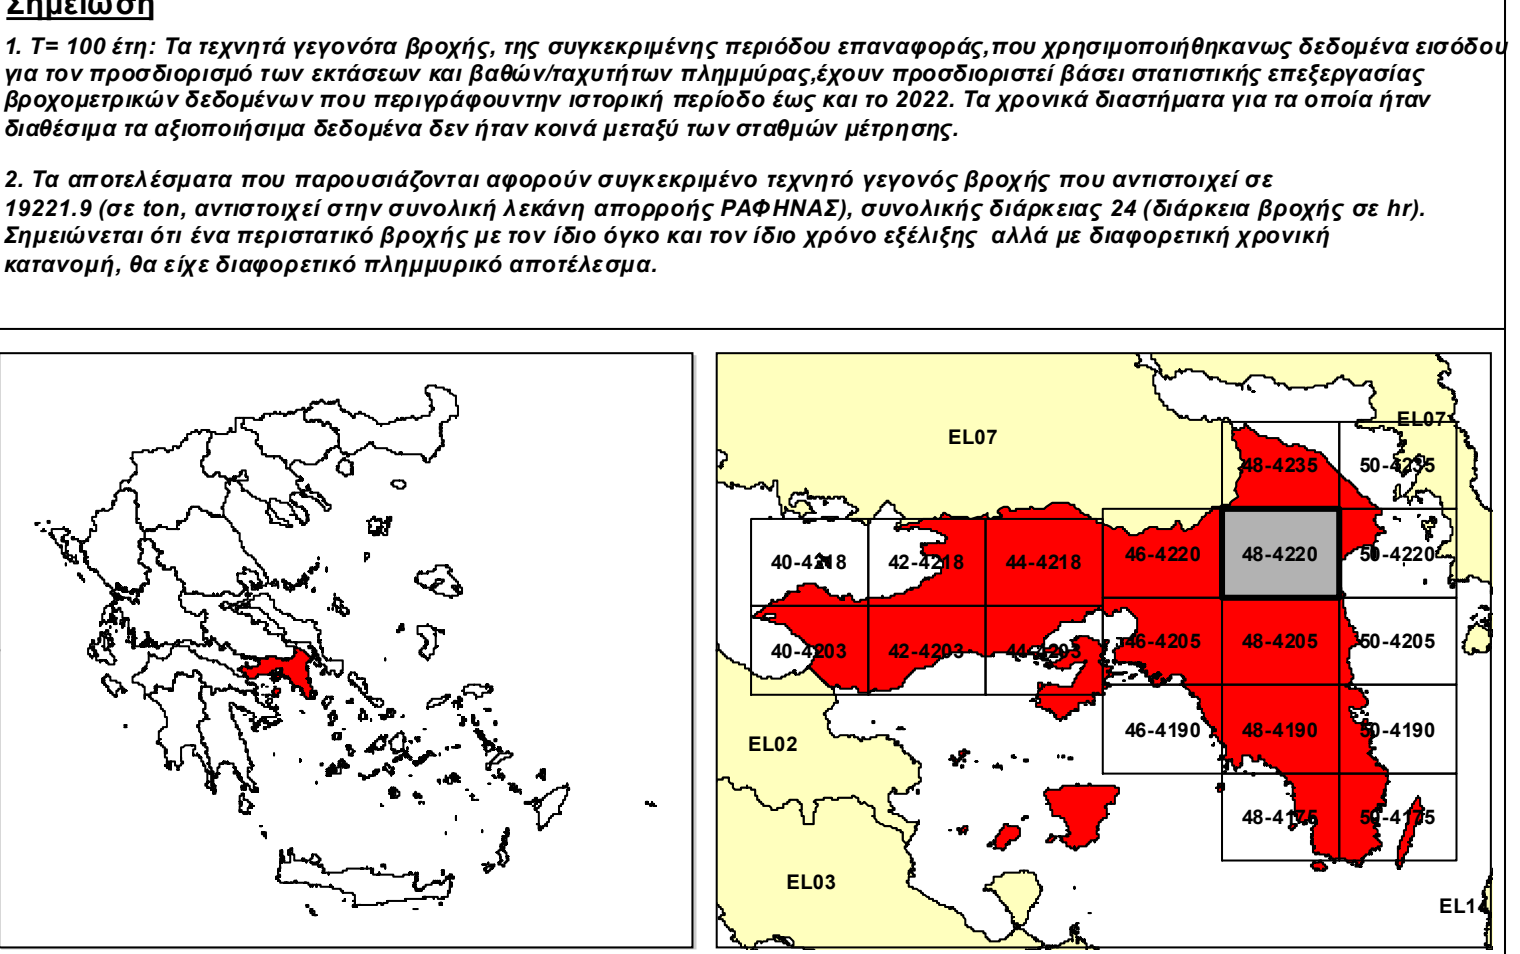 Σημείωση
1. Τ= 100 έτη: Τα τεχνητά γεγονότα βροχής, της συγκεκριμένης περιόδου επαναφοράς,που χρησιμοποιήθηκανως δεδομένα εισόδου
για τον προσδιορισμό των εκτάσεων και βαθών/ταχυτήτων πλημμύρας,έχουν προσδιοριστεί βάσει στατιστικής επεξεργασίας
βροχομετρικών δεδομένων που περιγράφουντην ιστορική περίοδο έως και το 2022. Τα χρονικά διαστήματα για τα οποία ήταν
διαθέσιμα τα αξιοποιήσιμα δεδομένα δεν ήταν κοινά μεταξύ των σταθμών μέτρησης.
2. Τα αποτελέσματα που παρουσιάζονται αφορούν συγκεκριμένο τεχνητό γεγονός βροχής που αντιστοιχεί σε
19221.9 (σε ton, αντιστοιχεί στην συνολική λεκάνη απορροής ΡΑΦΗΝΑΣ), συνολικής διάρκειας 24 (διάρκεια βροχής σε hr).
Σημειώνεται ότι ένα περιστατικό βροχής με τον ίδιο όγκο και τον ίδιο χρόνο εξέλιξης αλλά με διαφορετική χρονική
κατανομή, θα είχε διαφορετικό πλημμυρικό αποτέλεσμα.
EL07
EL07
48-4235
50-4235
40-4218
42-4218
44-4218
46-4220
48-4220
50-4220
40-4203
42-4203
44-4203
46-4205
48-4205
50-4205
EL02
46-4190
48-4190
50-4190
48-4175
50-4175
EL03
EL14